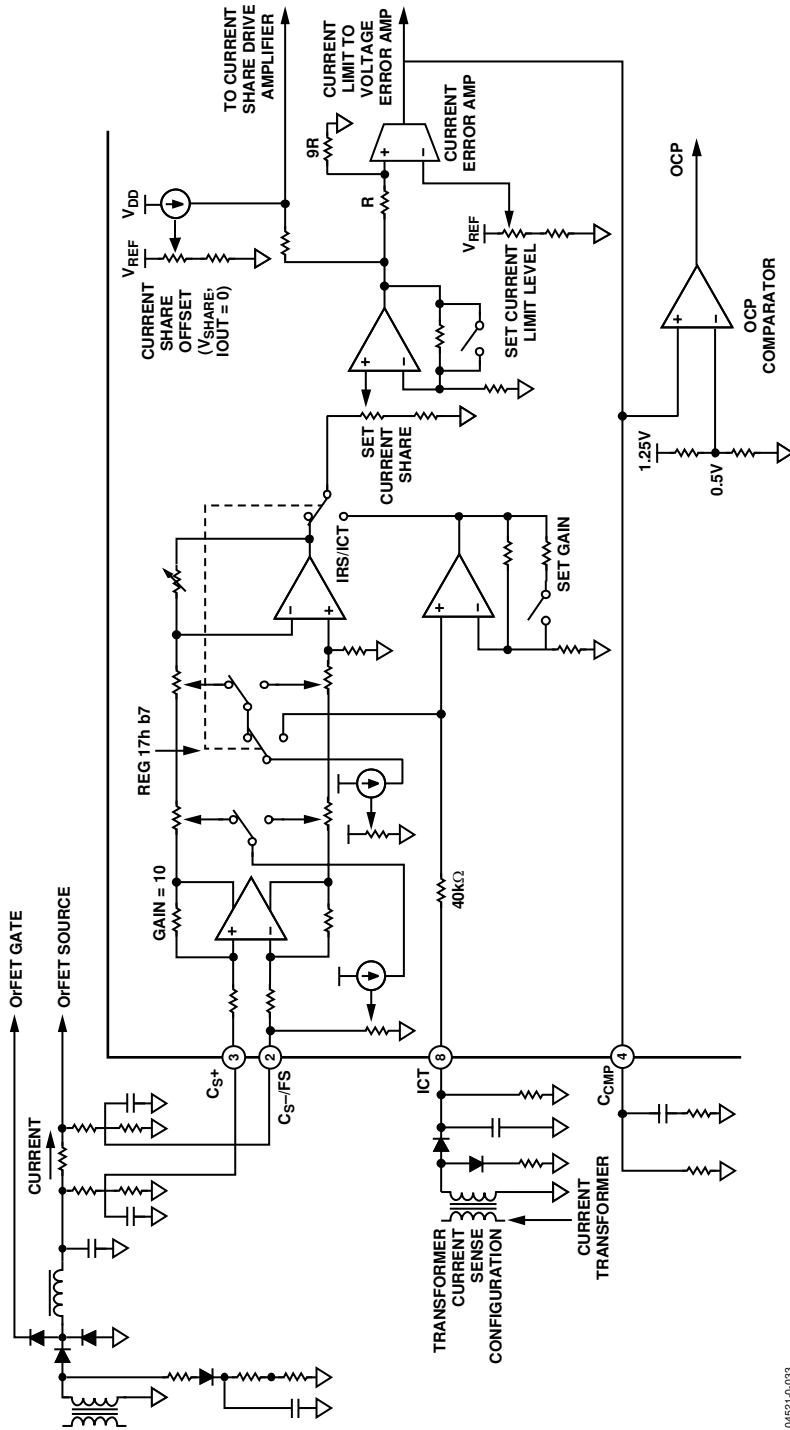 OrFET GATE
OrFET SOURCE
CURRENT
CS+
3
CS–/FS
2
GAIN = 10
REG 17h b7
IRS/ICT
SET
CURRENT
SHARE
VDD
VREF
CURRENT
SHARE
OFFSET
(VSHARE,
IOUT = 0)
TO CURRENT
SHARE DRIVE
AMPLIFIER
9R
R
CURRENT
LIMIT TO
VOLTAGE
ERROR AMP
CURRENT
ERROR AMP
VREF
SET CURRENT
LIMIT LEVEL
TRANSFORMER
CURRENT
SENSE
CONFIGURATION
CURRENT
TRANSFORMER
ICT
8
40kΩ
SET GAIN
CCMP
4
1.25V
0.5V
OCP
OCP
COMPARATOR
+
–
+
–
+
–
+
–
+
–
+
–
04521-0-033